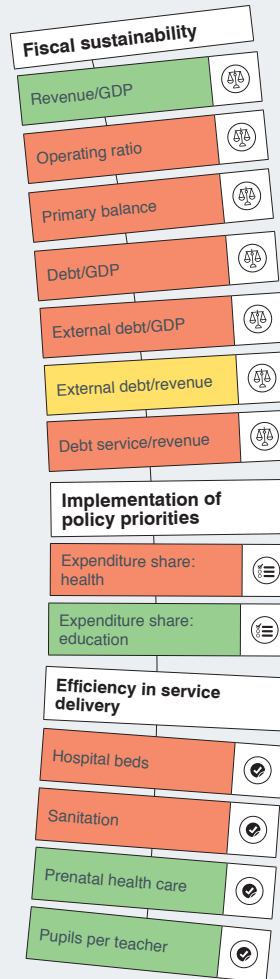 Fiscal sustainability
Revenue/GDP
Operating ratio
Primary balance
Debt/GDP
External debt/GDP
External debt/revenue
Debt service/revenue
Implementation of
policy priorities
Expenditure share:
health
Expenditure share:
education
Efficiency in service
delivery
Hospital beds
Sanitation
Prenatal health care
Pupils per teacher